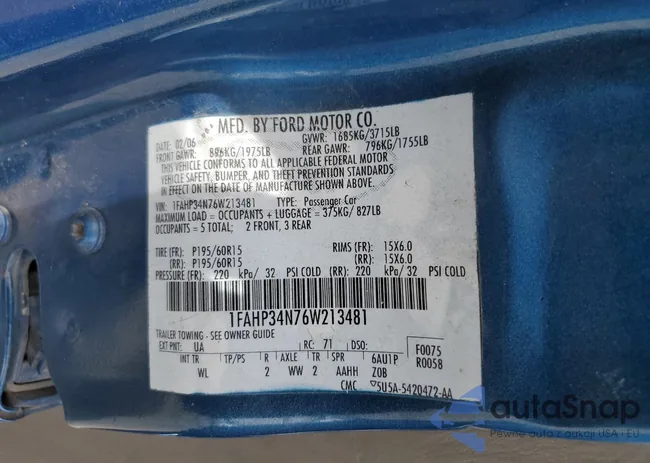 MFD. BY FORD MOTOR CO.
DATE: 02/06 GVWR: 1685KG/3715LB
FRONT GAWR: 896KG/1975LB REAR GAWR: 796KG/1755LB
THIS VEHICLE CONFORMS TO ALL APPLICABLE FEDERAL MOTOR
VEHICLE SAFETY, BUMPER, AND THEFT PREVENTION STANDARDS
IN EFFECT ON THE DATE OF MANUFACTURE SHOWN ABOVE.
VIN: 1FAHP34N76W213481 TYPE: Passenger Car
MAXIMUM LOAD = OCCUPANTS + LUGGAGE = 375KG/ 827LB
OCCUPANTS = 5 TOTAL; 2 FRONT, 3 REAR
TIRE (FR): P195/60R15 RIMS (FR): 15X6.0
(RR): P195/60R15 (RR): 15X6.0
PRESSURE (FR): 220 kPa/ 32 PSI COLD (RR): 220 kPa/ 32 PSI COLD
1FAHP34N76W213481
TRAILER TOWING - SEE OWNER GUIDE
EXT PNT: UA RC: 71 DSO: F0075
INT TR TP/PS R AXLE TR SPR 6AU1P R0058
WL 2 WW 2 AAHH ZOB
CMC 5U5A-5420472-AA
autoSnap
Pewne auto z aukcji USA i EU